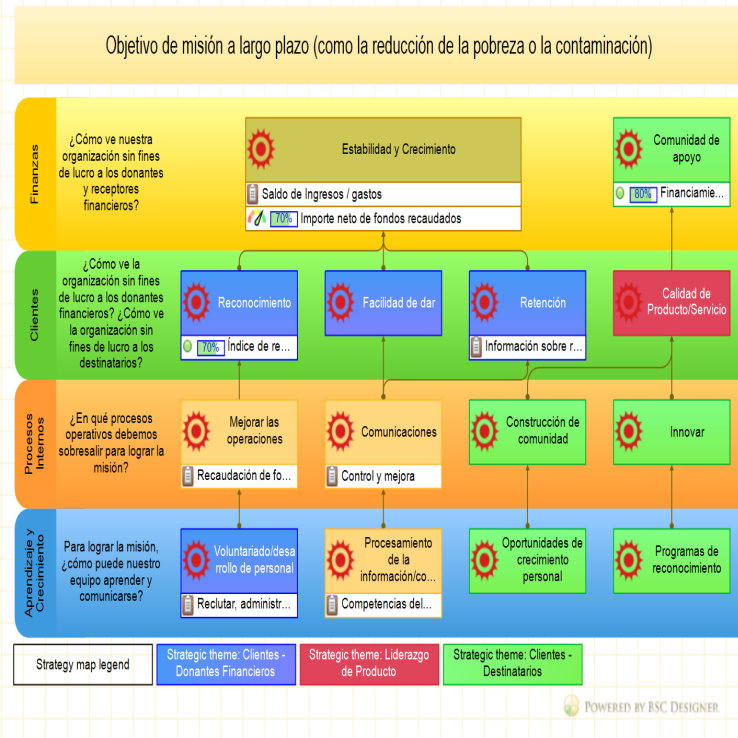 Objetivo de misión a largo plazo (como la reducción de la pobreza o la contaminación)
Finanzas
¿Cómo ve nuestra
organización sin fines
de lucro a los donantes
y receptores
financieros?
Estabilidad y Crecimiento
Saldo de Ingresos / gastos
70% Importe neto de fondos recaudados
Comunidad de
apoyo
80% Financiamie...
Clientes
¿Cómo ve la
organización sin fines
de lucro a los donantes
financieros? ¿Cómo ve
la organización sin
fines de lucro a los
destinatarios?
Reconocimiento
70% Índice de re...
Facilidad de dar
Retención
Información sobre r...
Calidad de
Producto/Servicio
Procesos
Internos
¿En qué procesos
operativos debemos
sobresalir para lograr la
misión?
Mejorar las
operaciones
Recaudación de fo...
Comunicaciones
Control y mejora
Construcción de
comunidad
Innovar
Aprendizaje y
Crecimiento
Para lograr la misión,
¿cómo puede nuestro
equipo aprender y
comunicarse?
Voluntariado/desa
rrollo de personal
Reclutar, administr...
Procesamiento
de la
información/co...
Competencias del...
Oportunidades de
crecimiento
personal
Programas de
reconocimiento
Strategy map legend
Strategic theme: Clientes -
Donantes Financieros
Strategic theme: Liderazgo
de Producto
Strategic theme: Clientes -
Destinatarios
Powered by BSC Designer